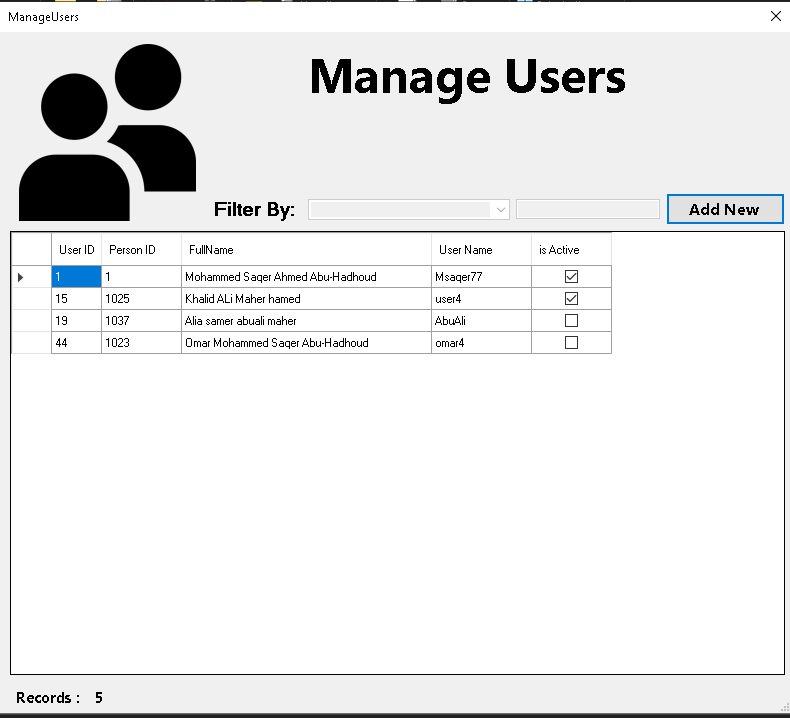 ManageUsers
Manage Users
Filter By:
Add New
User ID Person ID FullName User Name is Active
1 1 Mohammed Saqer Ahmed Abu-Hadhoud Msaqer77
15 1025 Khalid ALi Maher hamed user4
19 1037 Alia samer abuali maher AbuAli
44 1023 Omar Mohammed Saqer Abu-Hadhoud omar4
Records : 5